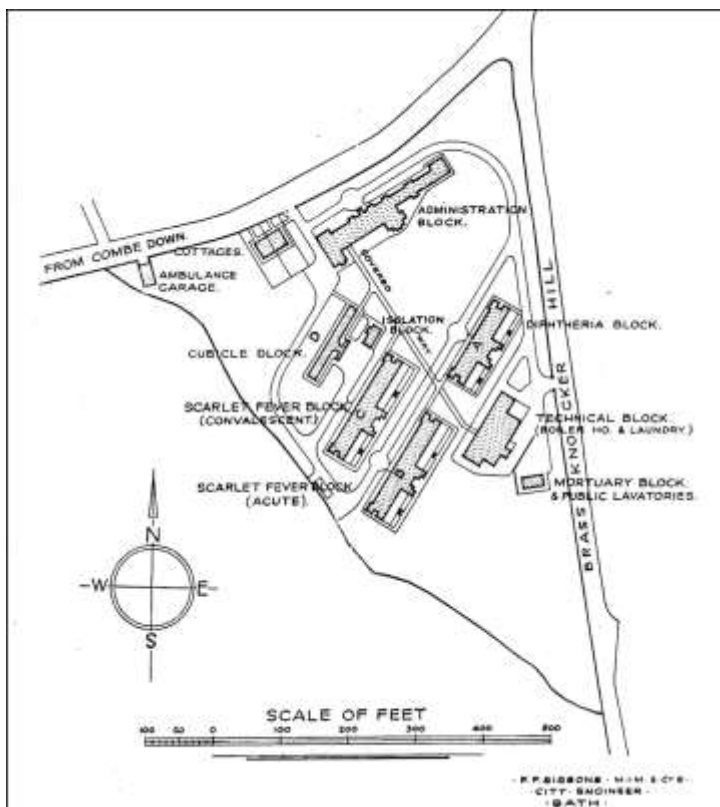 ADMINISTRATION
BLOCK.
FROM COMBE DOWN.
COTTAGES.
AMBULANCE
GARAGE.
COVERED
WAY
ISOLATION
BLOCK.
D
CUBICLE BLOCK.
A
DIPHTHERIA BLOCK.
SCARLET FEVER BLOCK
(CONVALESCENT.)
C
TECHNICAL BLOCK.
(BOILER HO. & LAUNDRY.)
SCARLET FEVER BLOCK
(ACUTE).
B
MORTUARY BLOCK.
& PUBLIC LAVATORIES.
BRASS KNOCKER HILL
N
W E
S
SCALE OF FEET
100 50 0 100 200 300 400 500
CITY ENGINEER
BATH